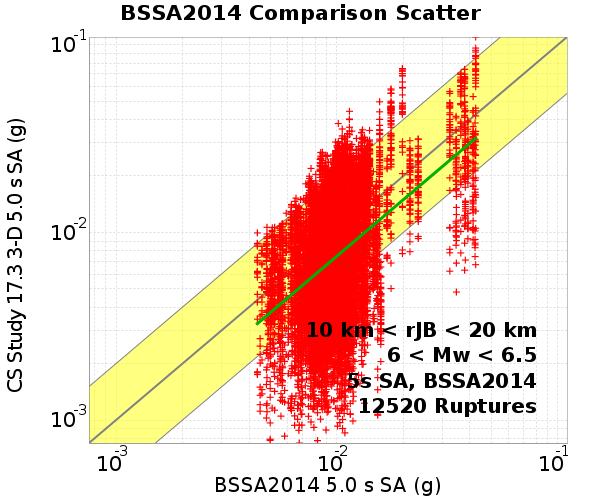 BSSA2014 Comparison Scatter
CS Study 17.3 3-D 5.0 s SA (g)
10^-1
10^-2
10^-3
10 km < rJB < 20 km
6 < Mw < 6.5
5s SA, BSSA2014
12520 Ruptures
10^-3 10^-2 10^-1
BSSA2014 5.0 s SA (g)